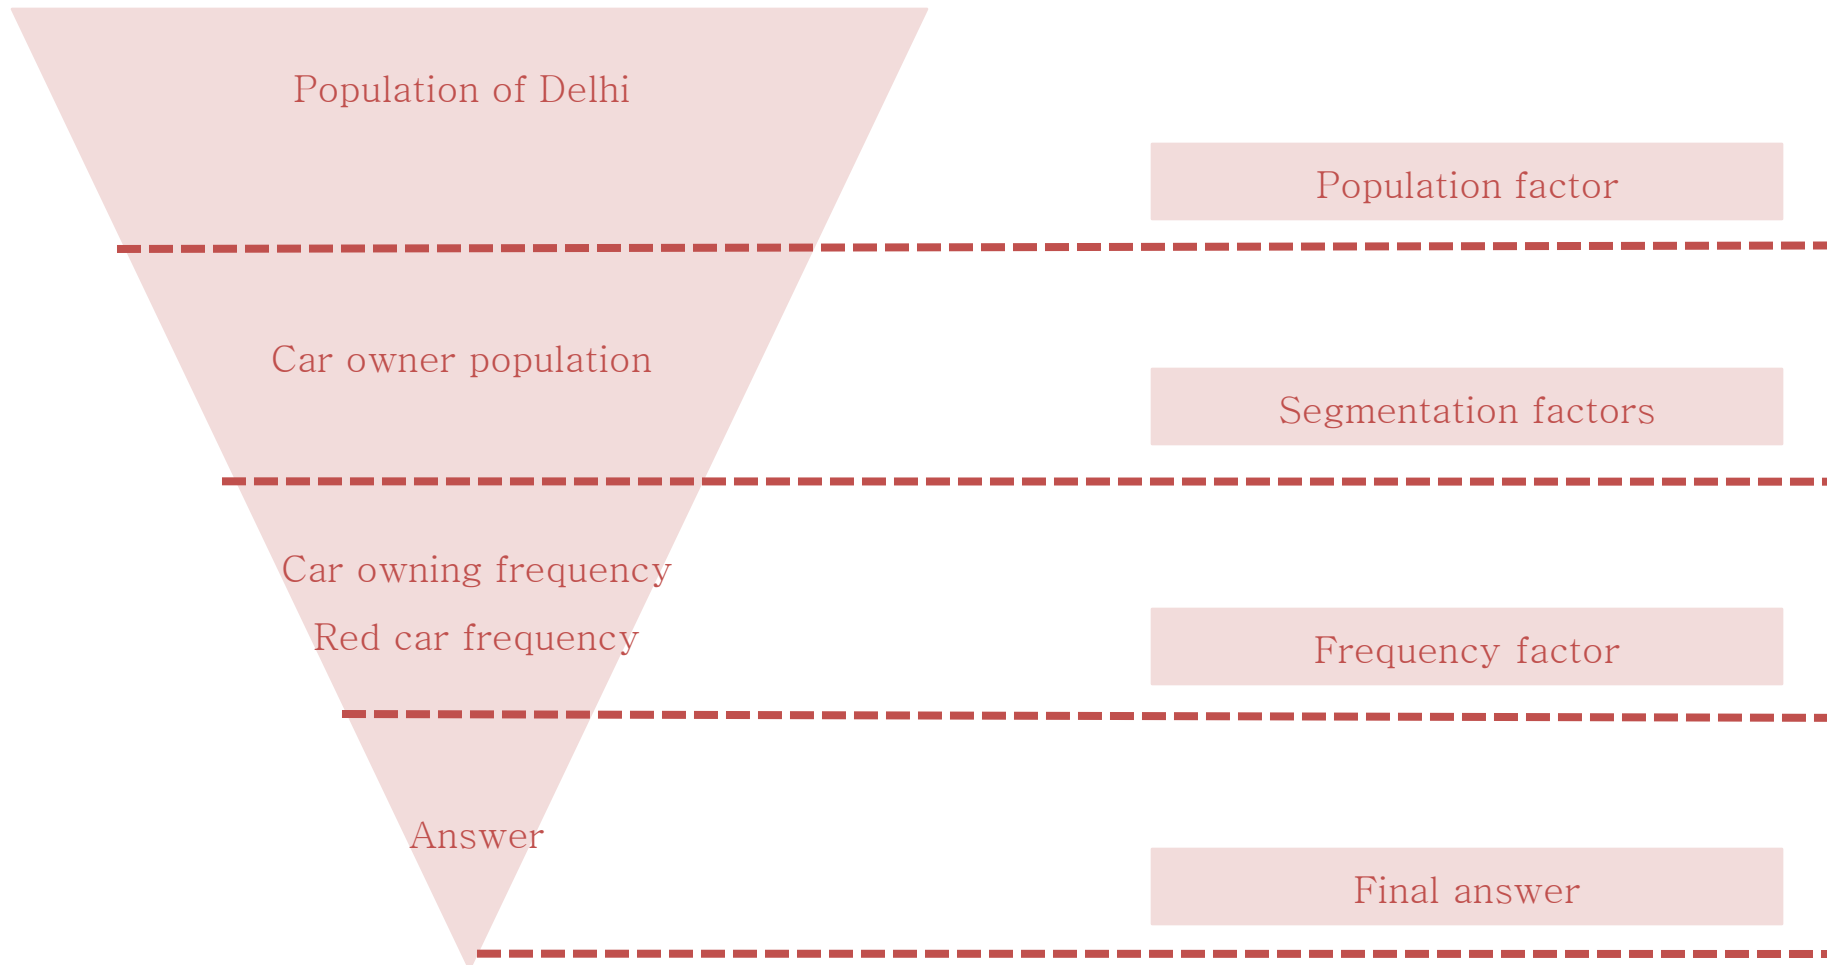 Population of Delhi
Population factor
Car owner population
Segmentation factors
Car owning frequency
Red car frequency
Frequency factor
Answer
Final answer